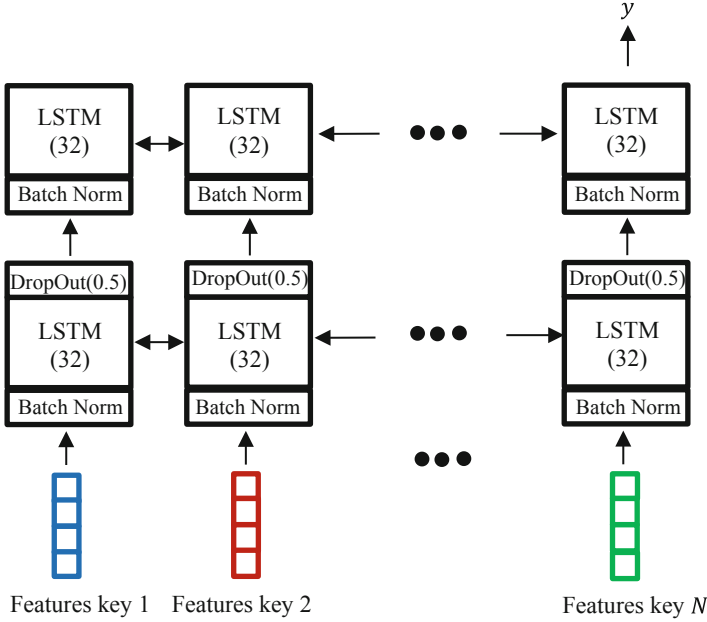 y
LSTM
(32)
LSTM
(32)
LSTM
(32)
Batch Norm
Batch Norm
Batch Norm
DropOut(0.5)
DropOut(0.5)
DropOut(0.5)
LSTM
(32)
LSTM
(32)
LSTM
(32)
Batch Norm
Batch Norm
Batch Norm
Features key 1
Features key 2
Features key N